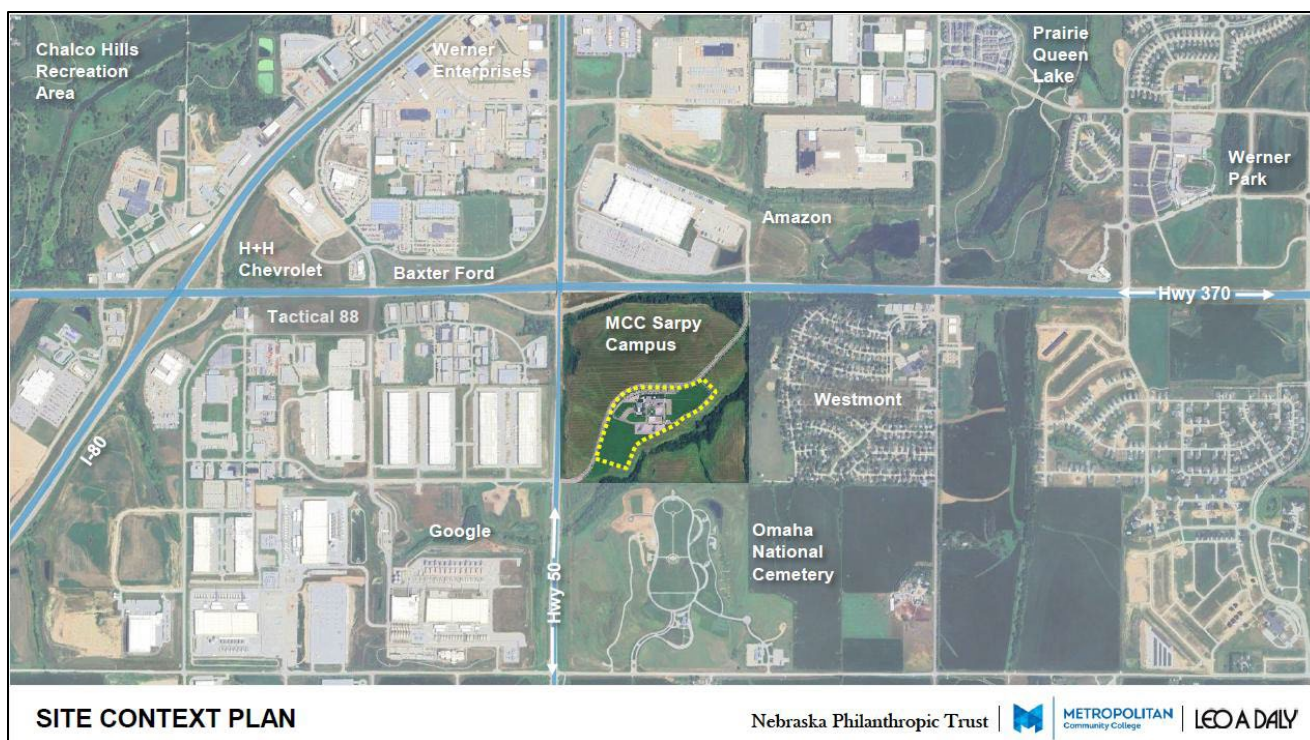 Chalco Hills
Recreation
Area
Werner
Enterprises
Prairie
Queen
Lake
Werner
Park
Amazon
H+H
Chevrolet
Baxter Ford
Hwy 370
Tactical 88
MCC Sarpy
Campus
Westmont
I-80
Google
Omaha
National
Cemetery
Hwy 50
SITE CONTEXT PLAN
Nebraska Philanthropic Trust
METROPOLITAN
Community College
LEO A DALY